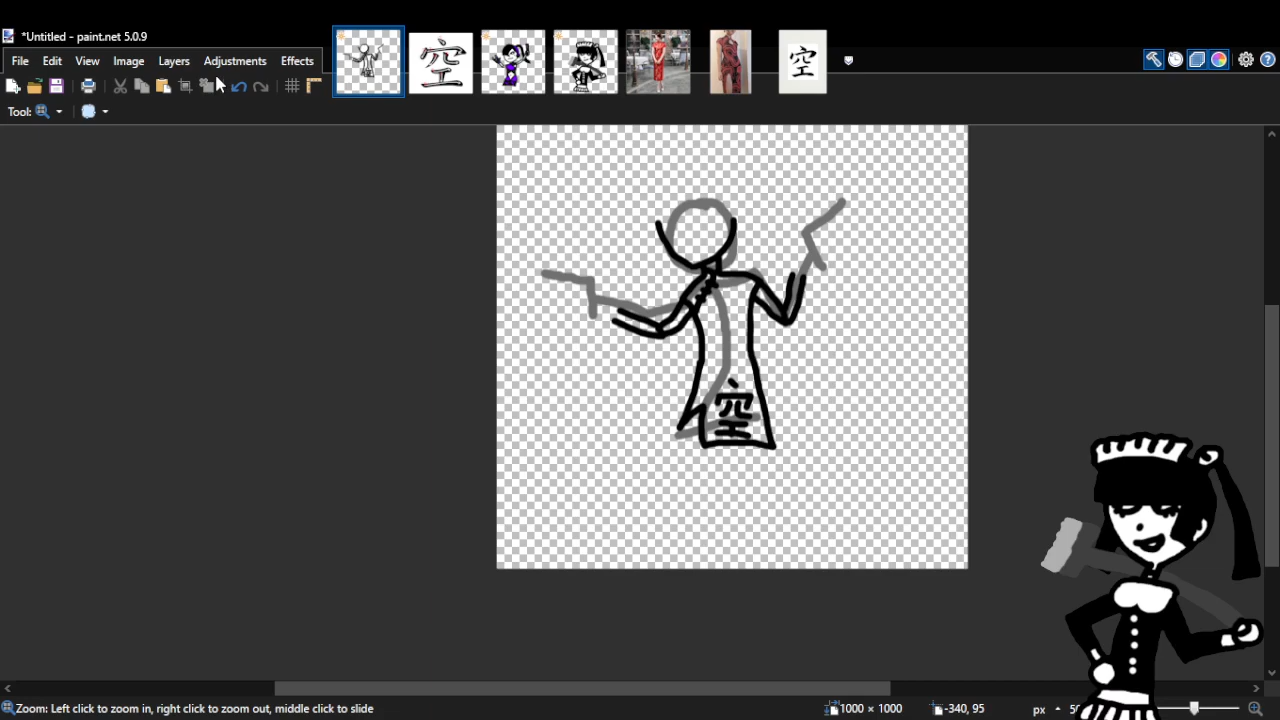 *Untitled - paint.net 5.0.9
File Edit View Image Layers Adjustments Effects
空
空
Tool:
空
Zoom: Left click to zoom in, right click to zoom out, middle click to slide
1000 × 1000
-340, 95
px